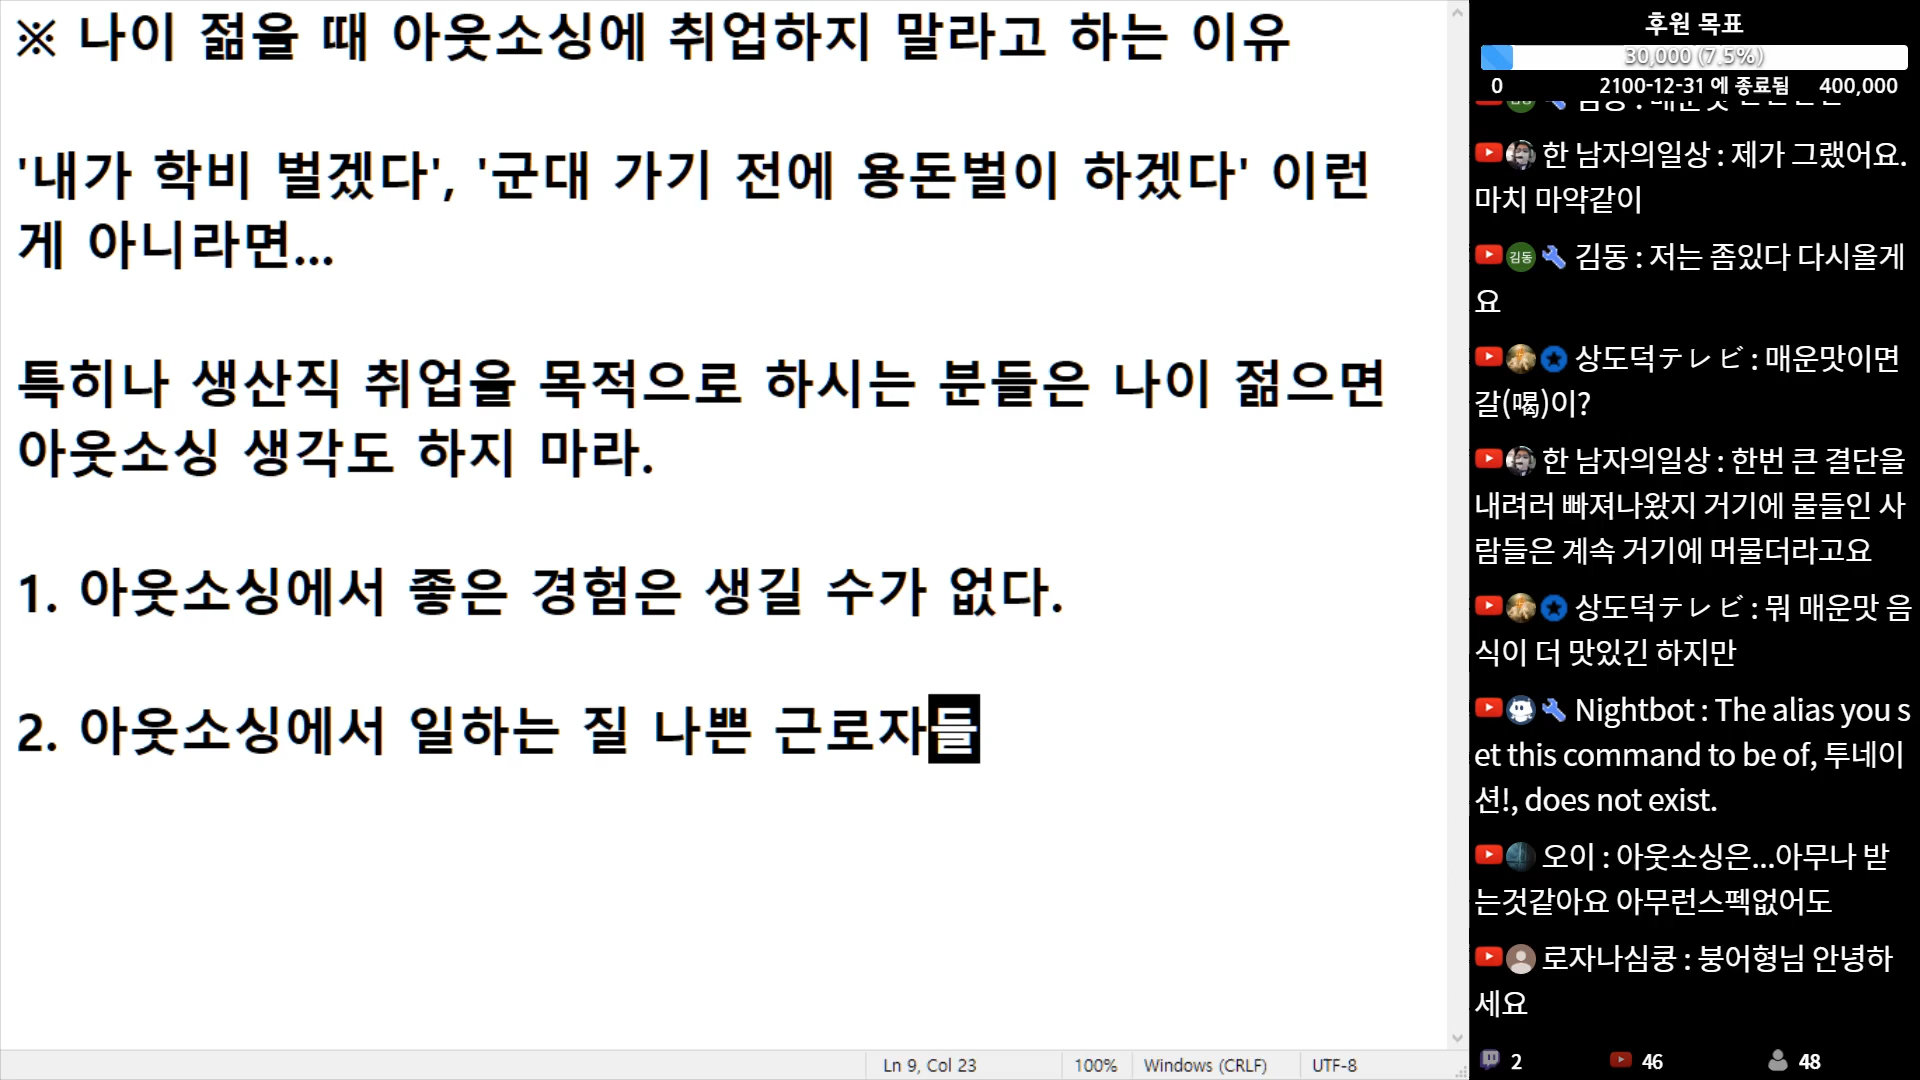 ※ 나이 젊을 때 아웃소싱에 취업하지 말라고 하는 이유
'내가 학비 벌겠다', '군대 가기 전에 용돈벌이 하겠다' 이런
게 아니라면...
특히나 생산직 취업을 목적으로 하시는 분들은 나이 젊으면
아웃소싱 생각도 하지 마라.
1. 아웃소싱에서 좋은 경험은 생길 수가 없다.
2. 아웃소싱에서 일하는 질 나쁜 근로자들
Ln 9, Col 23
100%
Windows (CRLF)
UTF-8
후원 목표
30,000 (7.5%)
0
2100-12-31 에 종료됨
400,000
한 남자의일상 : 제가 그랬어요.
마치 마약같이
김동 : 저는 좀있다 다시올게
요
상도덕テレビ : 매운맛이면
갈(喝)이?
한 남자의일상 : 한번 큰 결단을
내려러 빠져나왔지 거기에 물들인 사
람들은 계속 거기에 머물더라고요
상도덕テレビ : 뭐 매운맛 음
식이 더 맛있긴 하지만
Nightbot : The alias you s
et this command to be of, 투네이
션!, does not exist.
오이 : 아웃소싱은...아무나 받
는것같아요 아무런스펙없어도
로자나심쿵 : 붕어형님 안녕하
세요
2
46
48